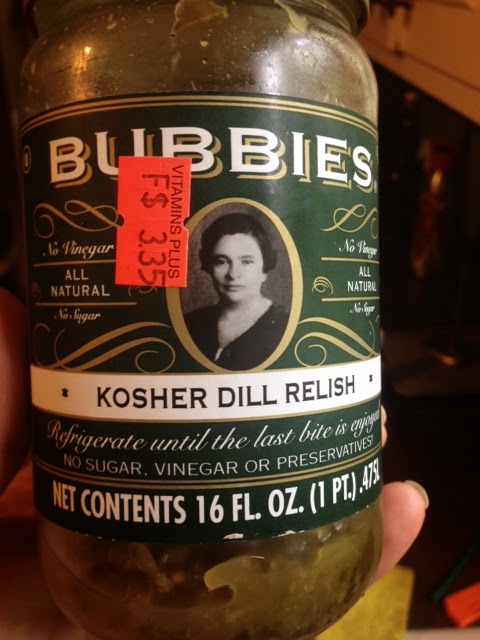 BUBBIES
VITAMINS PLUS
F$ 3.35
No Vinegar
ALL
NATURAL
No Sugar
No Vinegar
ALL
NATURAL
No Sugar
KOSHER DILL RELISH
Refrigerate until the last bite is enjoyed
NO SUGAR, VINEGAR OR PRESERVATIVES!
NET CONTENTS 16 FL. OZ. (1 PT.) .475L